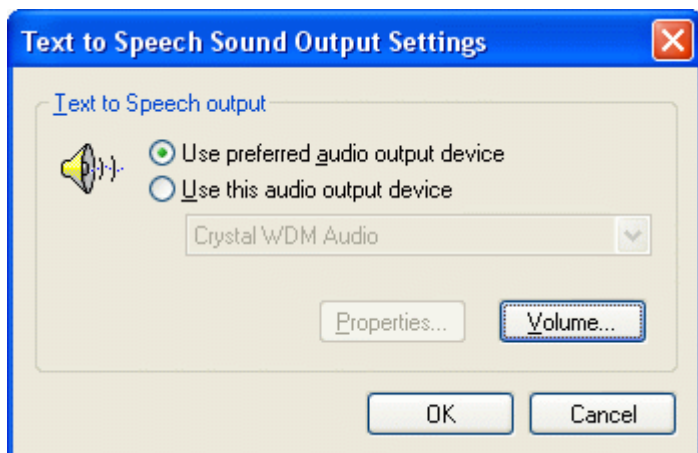 Text to Speech Sound Output Settings
Text to Speech output
Use preferred audio output device
Use this audio output device
Crystal WDM Audio
Properties... Volume...
OK Cancel